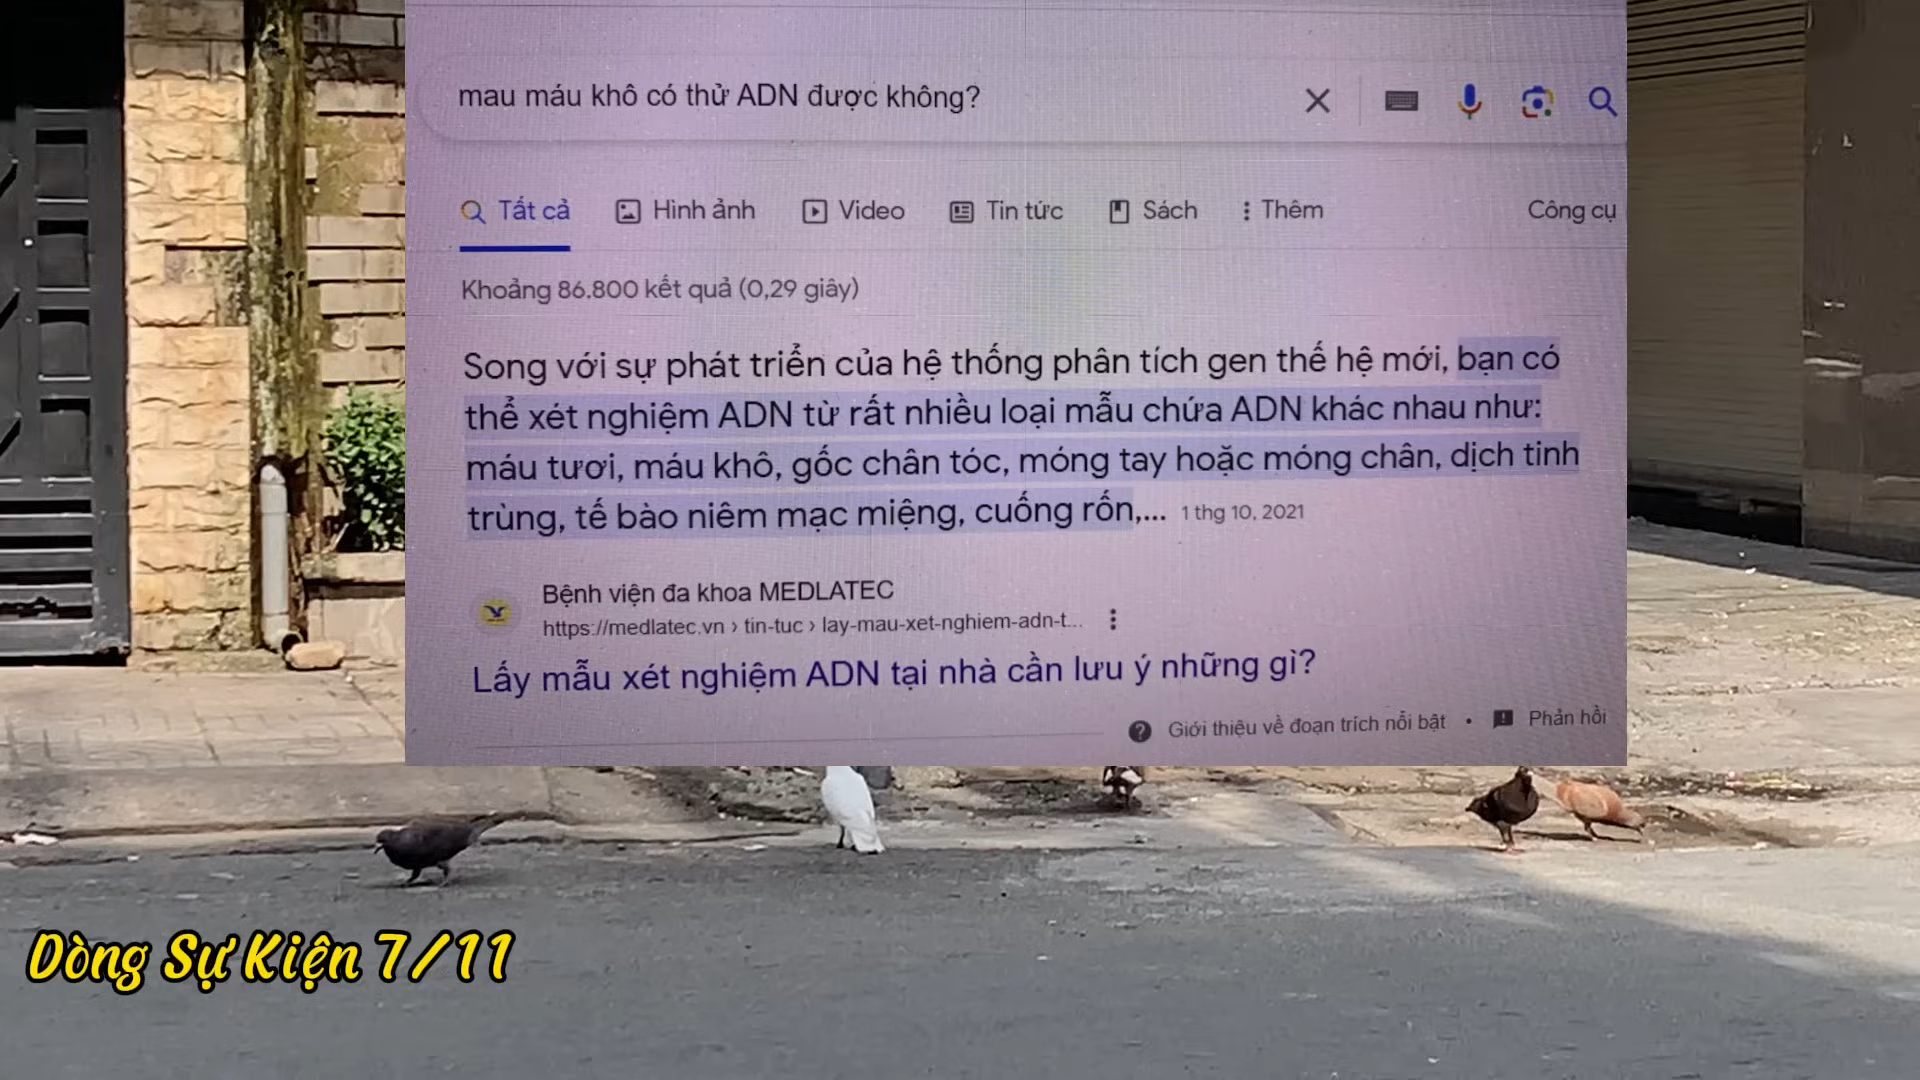 mau máu khô có thử ADN được không?
Tất cả
Hình ảnh
Video
Tin tức
Sách
Thêm
Công cụ
Khoảng 86.800 kết quả (0,29 giây)
Song với sự phát triển của hệ thống phân tích gen thế hệ mới, bạn có
thể xét nghiệm ADN từ rất nhiều loại mẫu chứa ADN khác nhau như:
máu tươi, máu khô, gốc chân tóc, móng tay hoặc móng chân, dịch tinh
trùng, tế bào niêm mạc miệng, cuống rốn,... 1 thg 10, 2021
Bệnh viện đa khoa MEDLATEC
https://medlatec.vn › tin-tuc › lay-mau-xet-nghiem-adn-t...
Lấy mẫu xét nghiệm ADN tại nhà cần lưu ý những gì?
Giới thiệu về đoạn trích nổi bật • Phản hồi
Dòng Sự Kiện 7/11